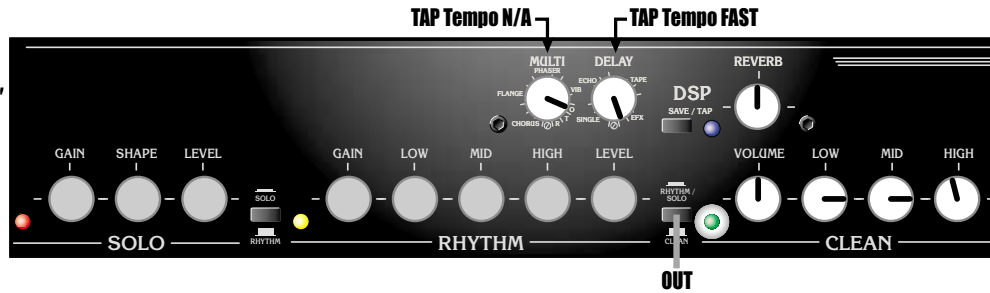 TAP Tempo N/A
TAP Tempo FAST
MULTI
DELAY
REVERB
PHASER
FLANGE
VIB
ROTO
CHORUS
ECHO
TAPE
SINGLE
EFX
DSP
SAVE / TAP
GAIN
SHAPE
LEVEL
GAIN
LOW
MID
HIGH
LEVEL
VOLUME
LOW
MID
HIGH
SOLO
RHYTHM
RHYTHM /
SOLO
CLEAN
SOLO
RHYTHM
CLEAN
OUT